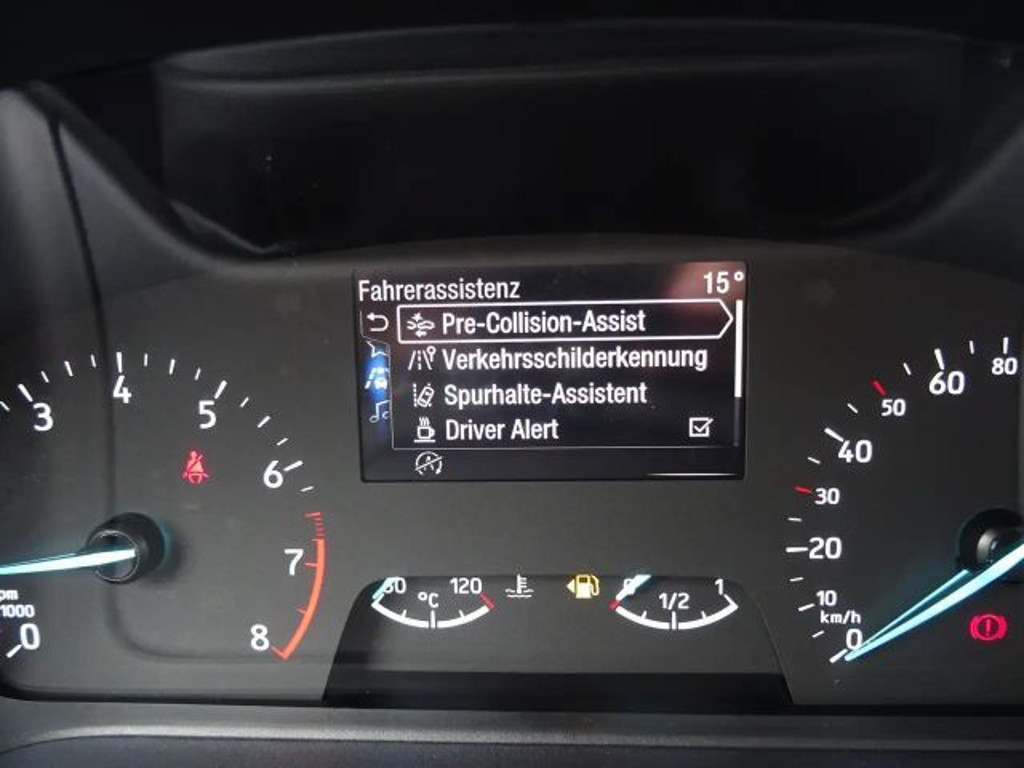 Fahrerassistenz 15°
Pre-Collision-Assist
Verkehrsschilderkennung
Spurhalte-Assistent
Driver Alert
3
4
5
6
7
8
0
1000
120
°C
1/2
1
0
10
20
30
40
50
60
80
km/h